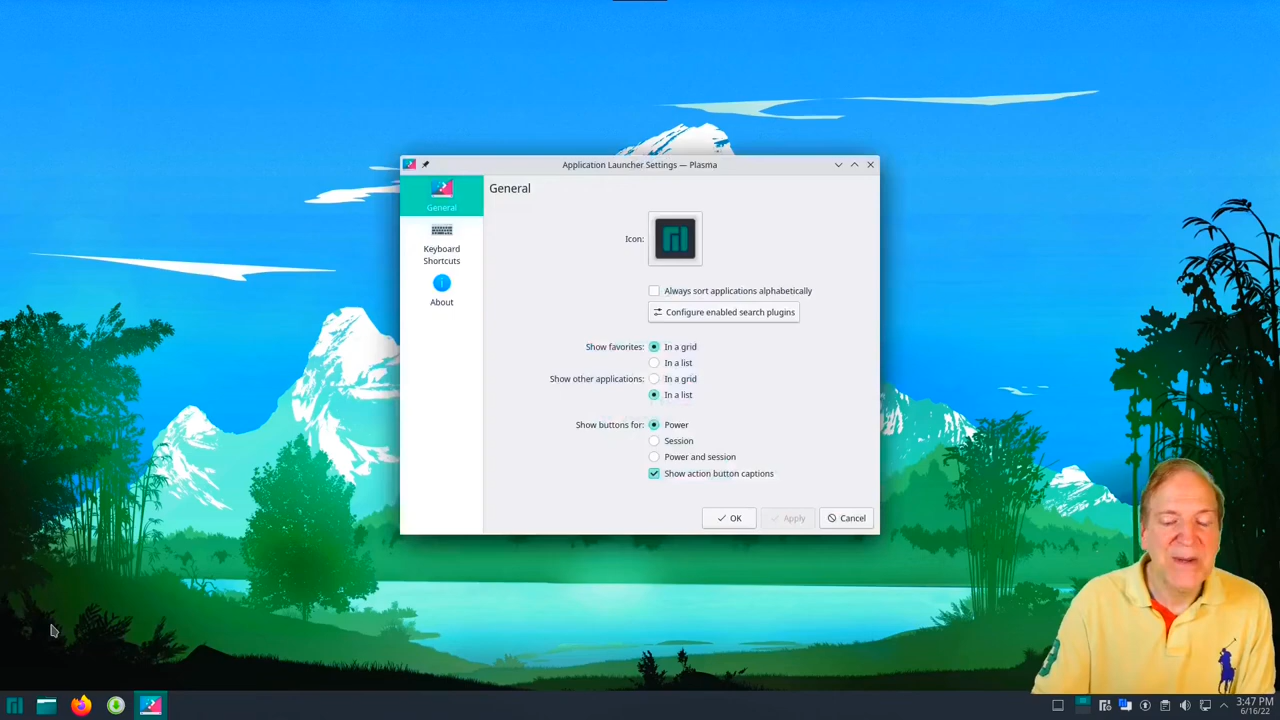 Application Launcher Settings — Plasma
General
Keyboard
Shortcuts
About
General
Icon:
Always sort applications alphabetically
Configure enabled search plugins
Show favorites:
In a grid
In a list
Show other applications:
In a grid
In a list
Show buttons for:
Power
Session
Power and session
Show action button captions
OK
Apply
Cancel
3:47 PM
6/16/22